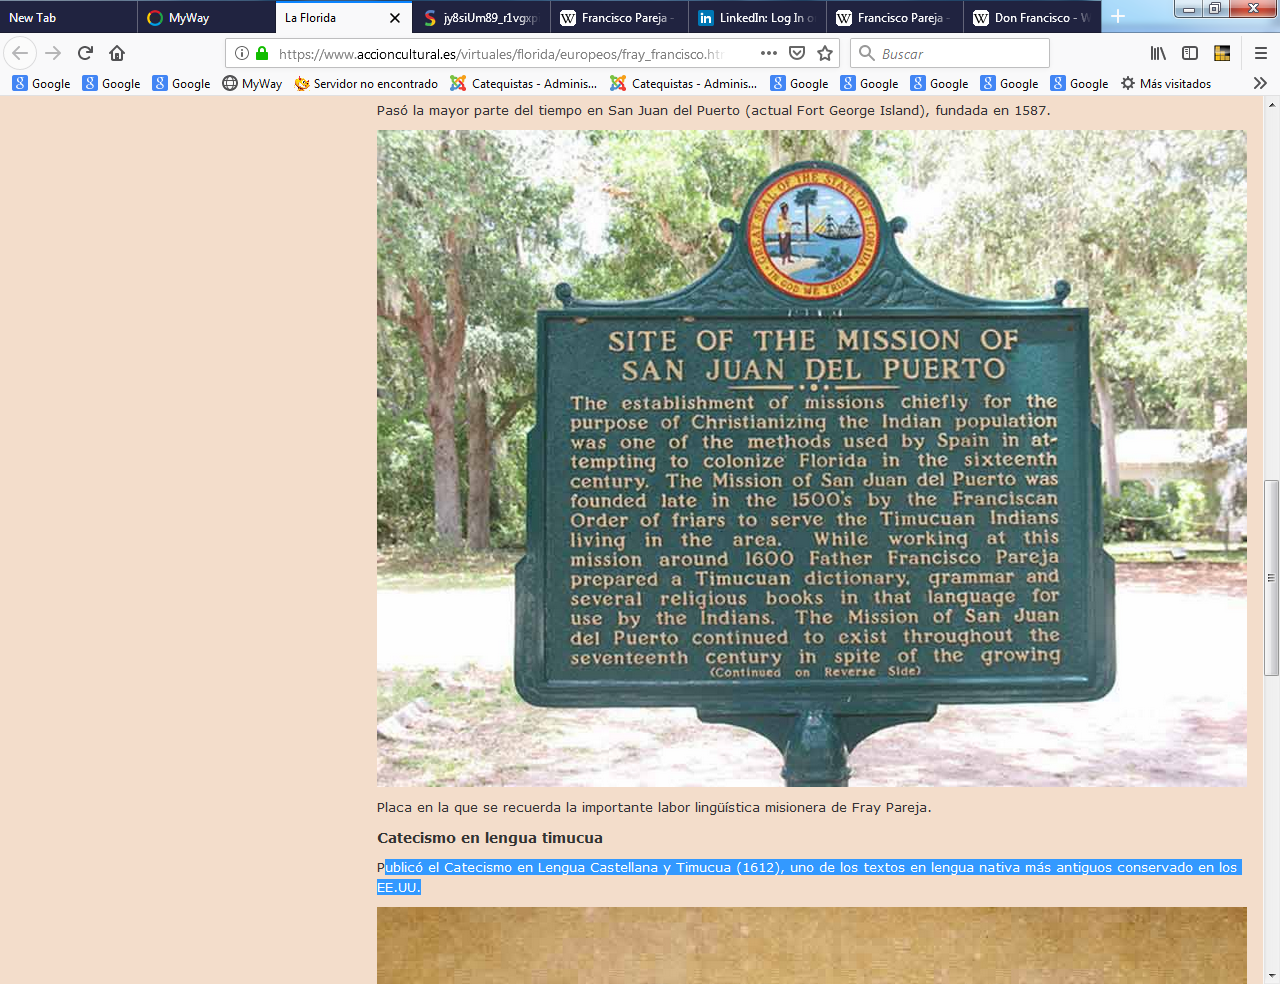 New Tab
MyWay
La Florida
jy8siUm89_r1vgxp
Francisco Pareja -
LinkedIn: Log In o
Francisco Pareja -
Don Francisco - W
https://www.accioncultural.es/virtuales/florida/europeos/fray_francisco.htm
Buscar
Google
Google
Google
MyWay
Servidor no encontrado
Catequistas - Adminis...
Catequistas - Adminis...
Google
Google
Google
Google
Google
Más visitados
Pasó la mayor parte del tiempo en San Juan del Puerto (actual Fort George Island), fundada en 1587.
GREAT SEAL OF THE STATE OF FLORIDA
IN GOD WE TRUST
SITE OF THE MISSION OF
SAN JUAN DEL PUERTO
The establishment of missions chiefly for the
purpose of Christianizing the Indian population
was one of the methods used by Spain in at-
tempting to colonize Florida in the sixteenth
century. The Mission of San Juan del Puerto was
founded late in the 1500's by the Franciscan
Order of friars to serve the Timucuan Indians
living in the area. While working at this
mission around 1600 Father Francisco Pareja
prepared a Timucuan dictionary, grammar and
several religious books in that language for
use by the Indians. The Mission of San Juan
del Puerto continued to exist throughout the
seventeenth century in spite of the growing
(Continued on Reverse Side)
Placa en la que se recuerda la importante labor lingüística misionera de Fray Pareja.
Catecismo en lengua timucua
Publicó el Catecismo en Lengua Castellana y Timucua (1612), uno de los textos en lengua nativa más antiguos conservado en los
EE.UU.